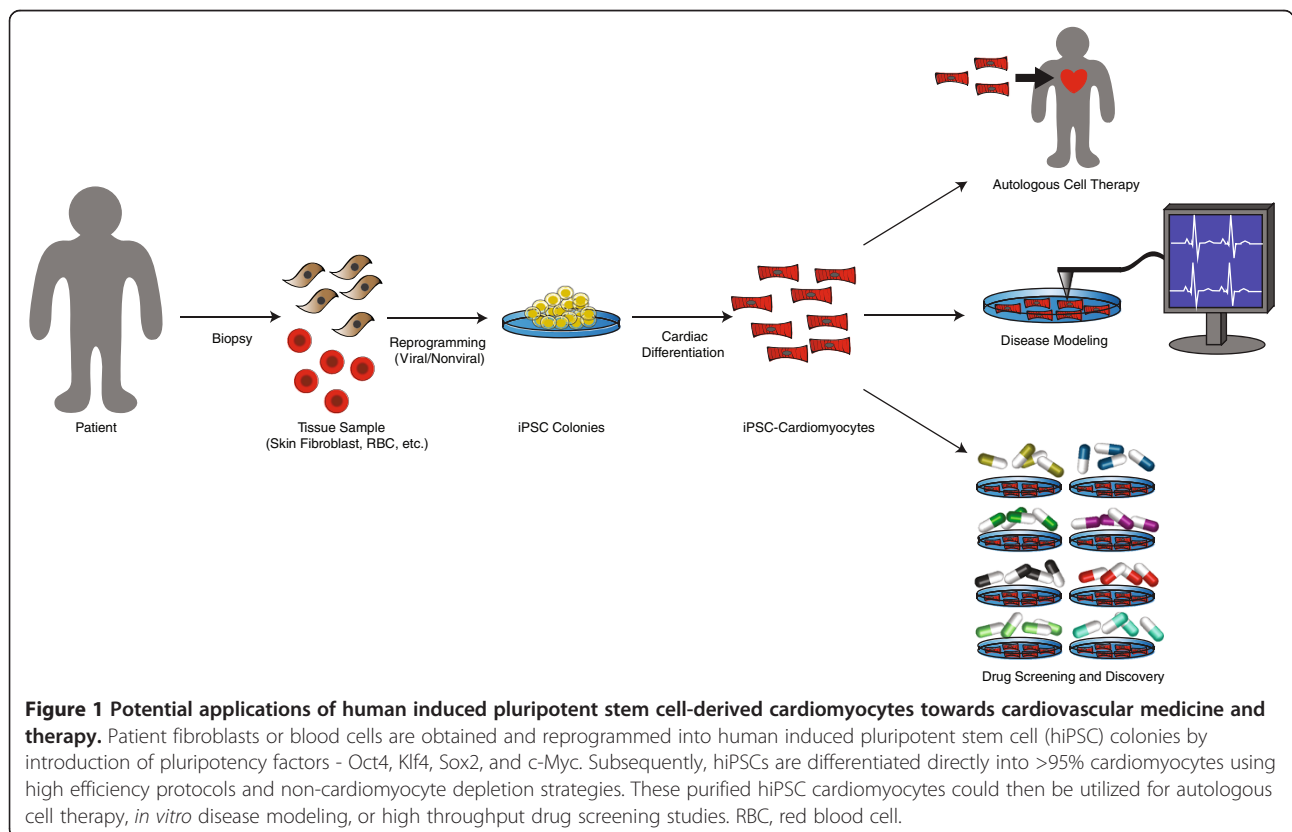 Autologous Cell Therapy
Patient
Biopsy
Tissue Sample
(Skin Fibroblast, RBC, etc.)
Reprogramming
(Viral/Nonviral)
iPSC Colonies
Cardiac
Differentiation
iPSC-Cardiomyocytes
Disease Modeling
Drug Screening and Discovery
Figure 1 Potential applications of human induced pluripotent stem cell-derived cardiomyocytes towards cardiovascular medicine and
therapy. Patient fibroblasts or blood cells are obtained and reprogrammed into human induced pluripotent stem cell (hiPSC) colonies by
introduction of pluripotency factors - Oct4, Klf4, Sox2, and c-Myc. Subsequently, hiPSCs are differentiated directly into >95% cardiomyocytes using
high efficiency protocols and non-cardiomyocyte depletion strategies. These purified hiPSC cardiomyocytes could then be utilized for autologous
cell therapy, in vitro disease modeling, or high throughput drug screening studies. RBC, red blood cell.